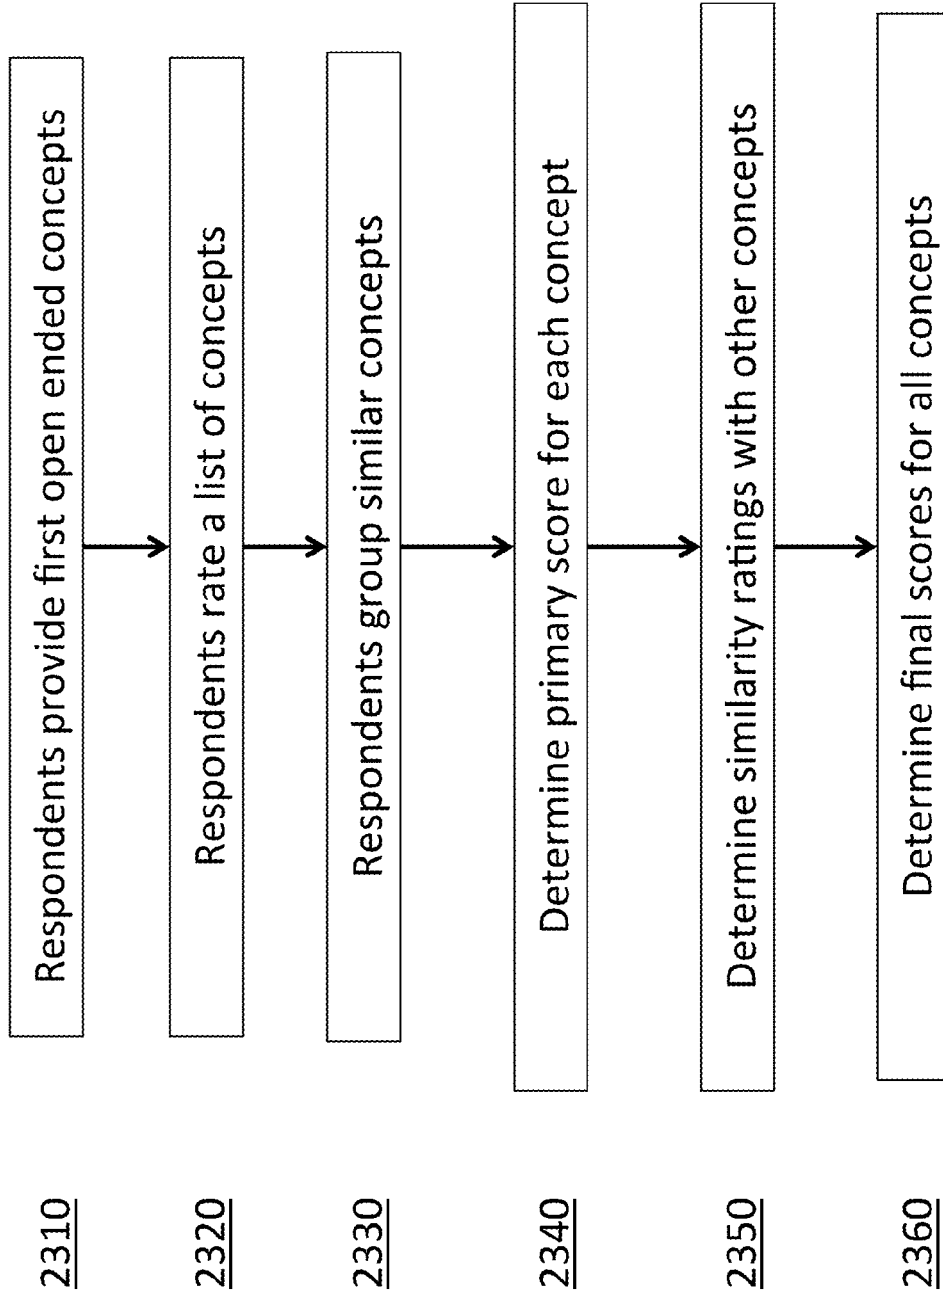 2310
Respondents provide first open ended concepts
2320
Respondents rate a list of concepts
2330
Respondents group similar concepts
2340
Determine primary score for each concept
2350
Determine similarity ratings with other concepts
2360
Determine final scores for all concepts